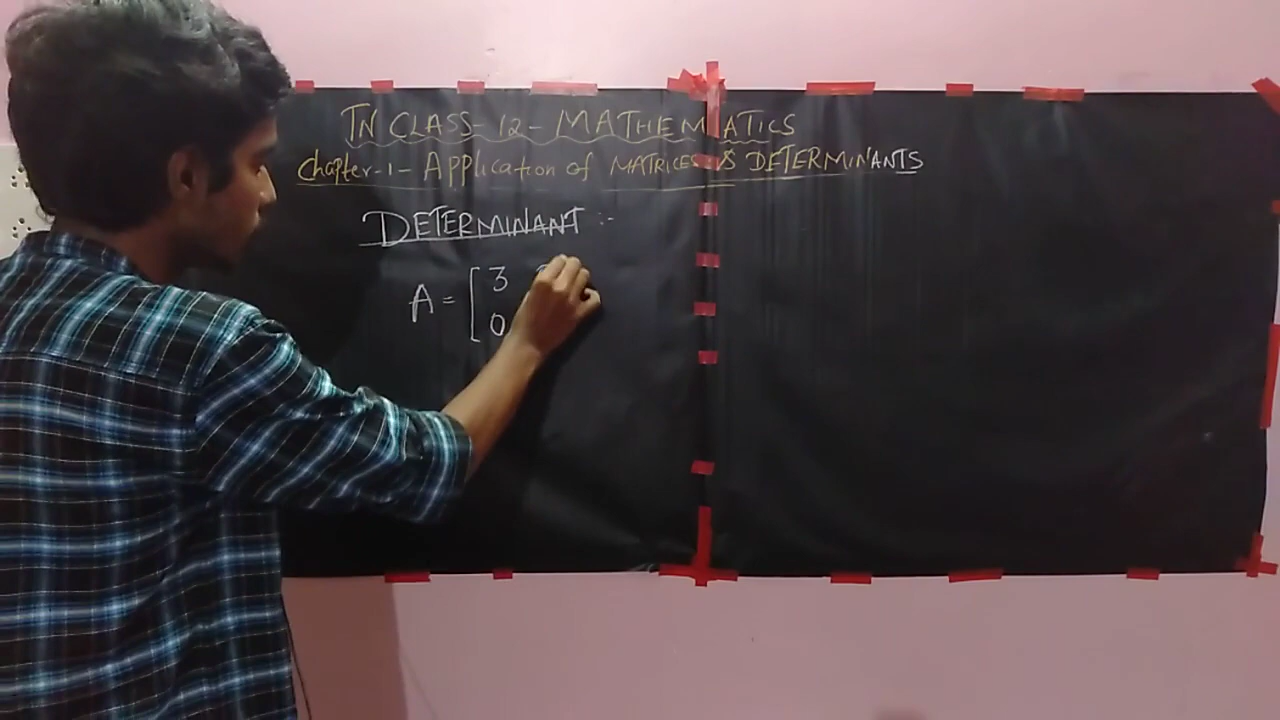 TN CLASS-12-MATHEMATICS
Chapter-1-Application of MATRICES & DETERMINANTS
DETERMINANT :-
A = [ 3
0